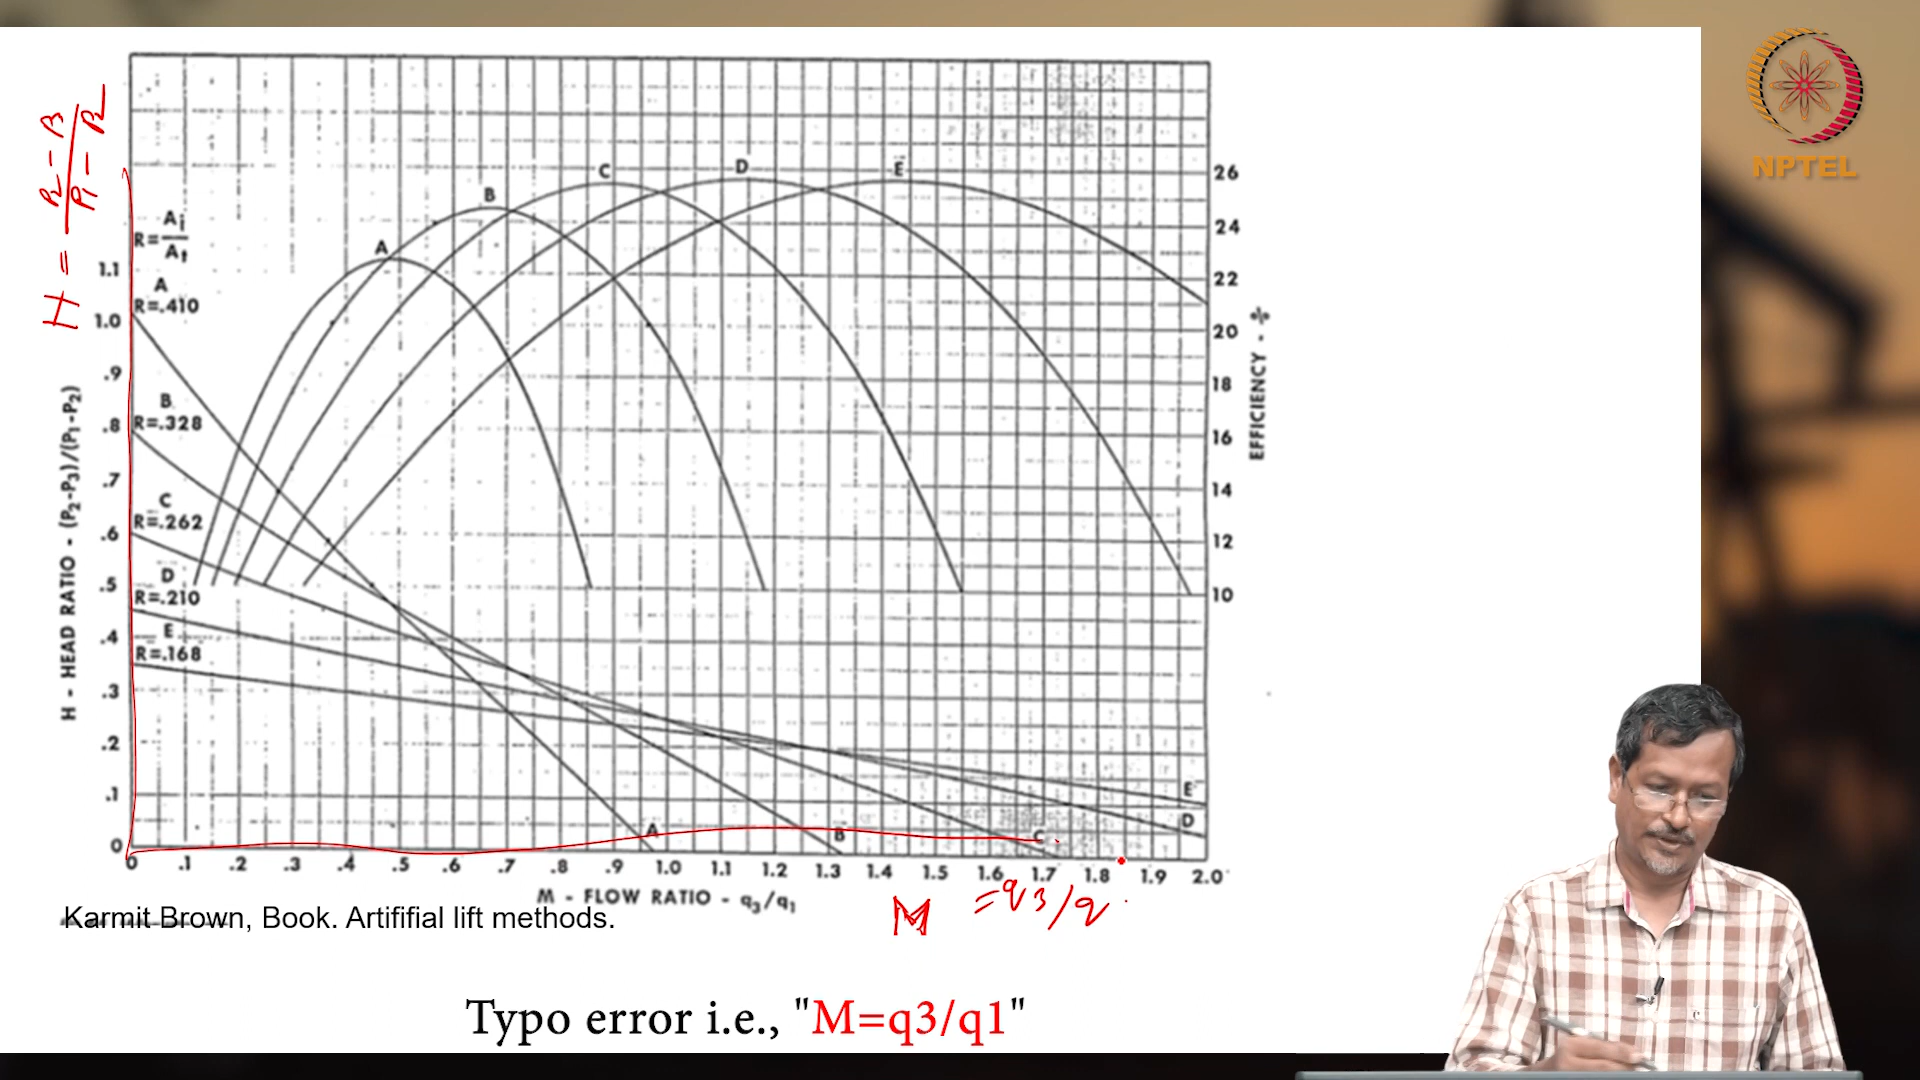 NPTEL
H = P2 - P3 / P1 - P2
A B C D E
R = Aj / At
A
R=.410
B
R=.328
C
R=.262
D
R=.210
E
R=.168
1.1
1.0
.9
.8
.7
.6
.5
.4
.3
.2
.1
0
H - HEAD RATIO - (P2-P3)/(P1-P2)
26
24
22
20
18
16
14
12
10
EFFICIENCY - %
E
D
A B C
0 .1 .2 .3 .4 .5 .6 .7 .8 .9 1.0 1.1 1.2 1.3 1.4 1.5 1.6 1.7 1.8 1.9 2.0
M - FLOW RATIO - q3/q1
M = q3/q
Karmit Brown, Book. Artififial lift methods.
Typo error i.e., "M=q3/q1"